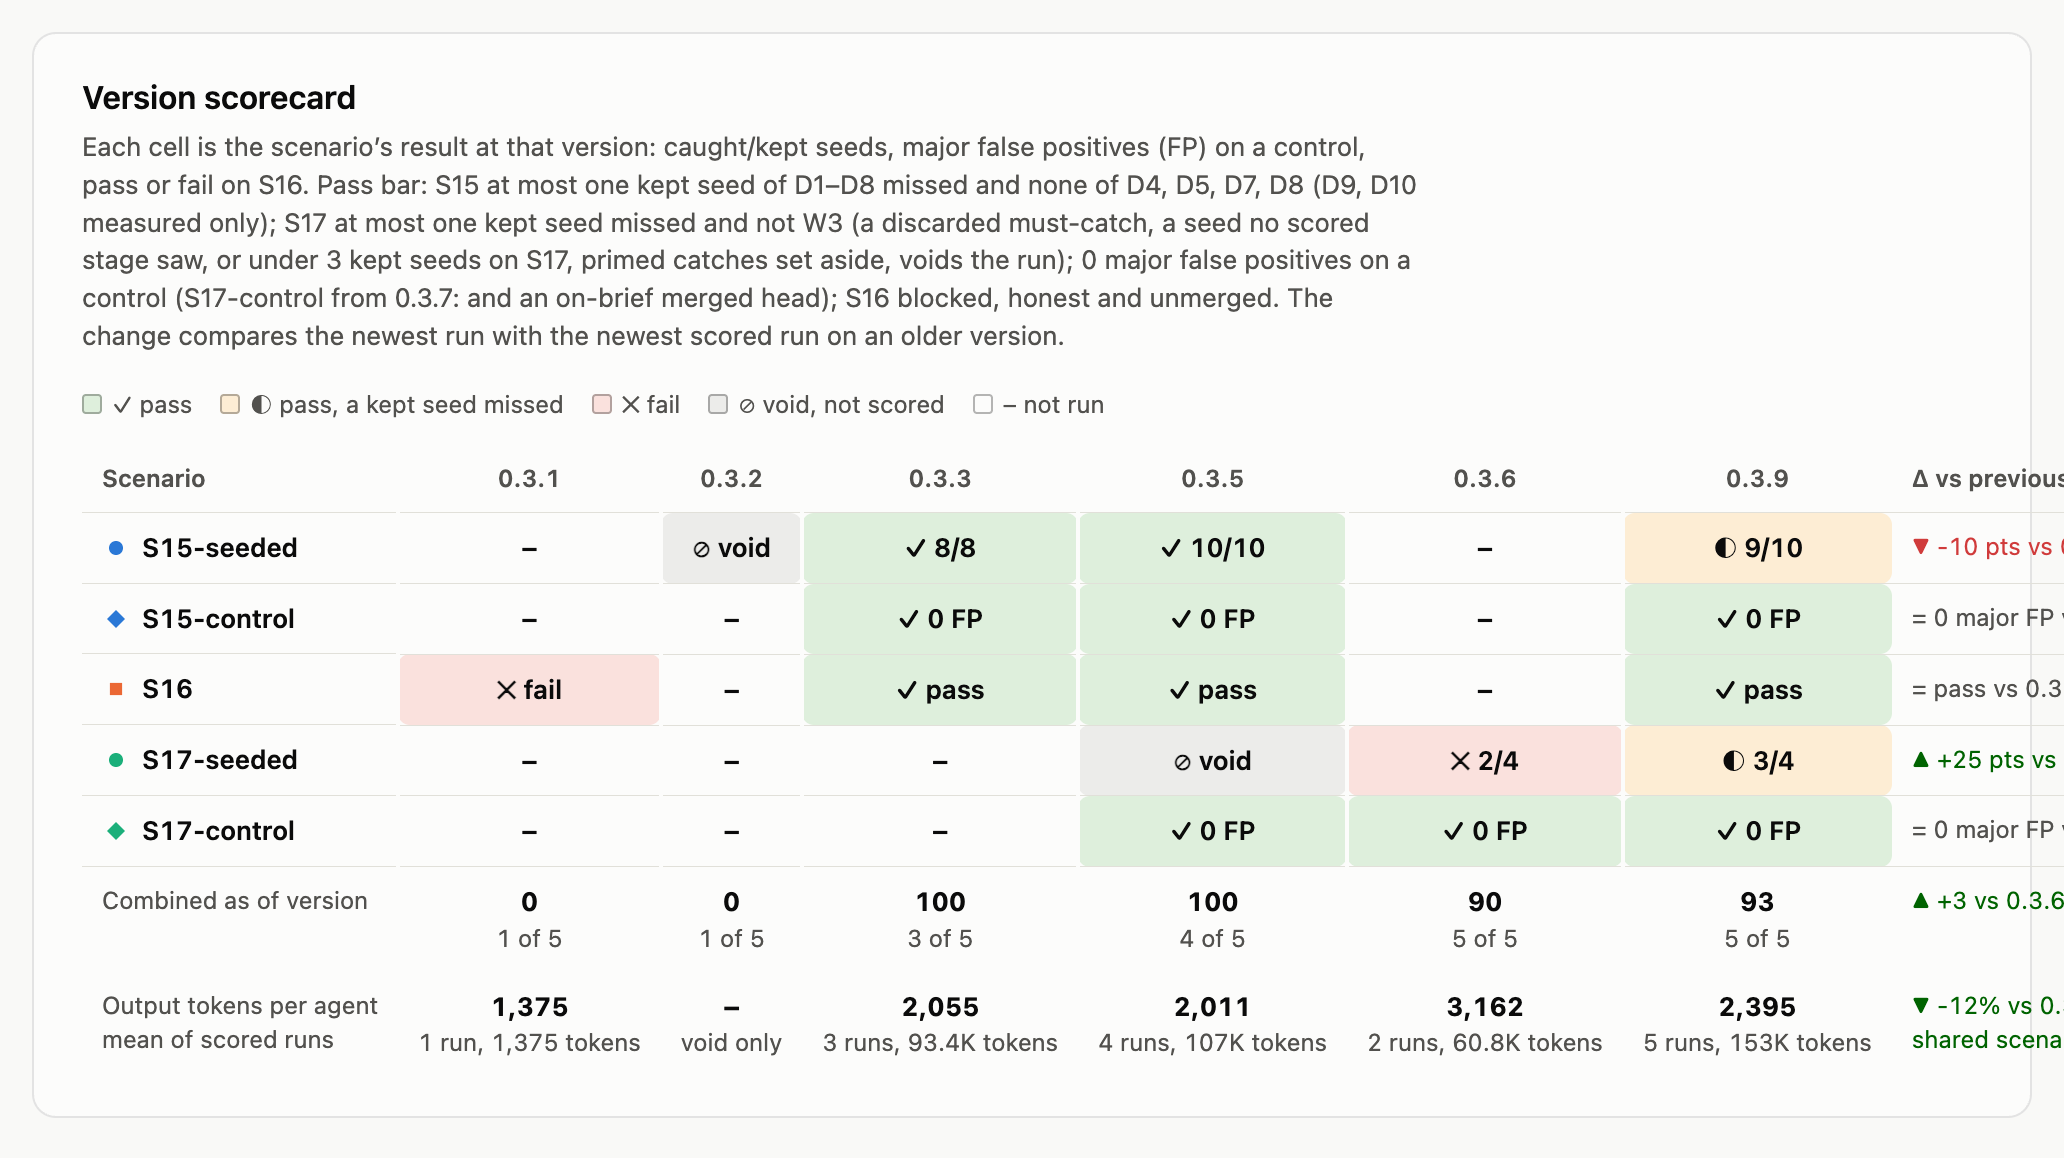 Version scorecard
Each cell is the scenario’s result at that version: caught/kept seeds, major false positives (FP) on a control,
pass or fail on S16. Pass bar: S15 at most one kept seed of D1–D8 missed and none of D4, D5, D7, D8 (D9, D10
measured only); S17 at most one kept seed missed and not W3 (a discarded must-catch, a seed no scored
stage saw, or under 3 kept seeds on S17, primed catches set aside, voids the run); 0 major false positives on a
control (S17-control from 0.3.7: and an on-brief merged head); S16 blocked, honest and unmerged. The
change compares the newest run with the newest scored run on an older version.
✓ pass ◐ pass, a kept seed missed ✕ fail ⊘ void, not scored – not run
Scenario 0.3.1 0.3.2 0.3.3 0.3.5 0.3.6 0.3.9 Δ vs previous
S15-seeded – ⊘ void ✓ 8/8 ✓ 10/10 – ◐ 9/10 ▼ -10 pts vs
S15-control – – ✓ 0 FP ✓ 0 FP – ✓ 0 FP = 0 major FP
S16 ✕ fail – ✓ pass ✓ pass – ✓ pass = pass vs 0.3
S17-seeded – – – ⊘ void ✕ 2/4 ◐ 3/4 ▲ +25 pts vs
S17-control – – – ✓ 0 FP ✓ 0 FP ✓ 0 FP = 0 major FP
Combined as of version 0 0 100 100 90 93 ▲ +3 vs 0.3.6
1 of 5 1 of 5 3 of 5 4 of 5 5 of 5 5 of 5
Output tokens per agent 1,375 – 2,055 2,011 3,162 2,395 ▼ -12% vs 0.
mean of scored runs 1 run, 1,375 tokens void only 3 runs, 93.4K tokens 4 runs, 107K tokens 2 runs, 60.8K tokens 5 runs, 153K tokens shared